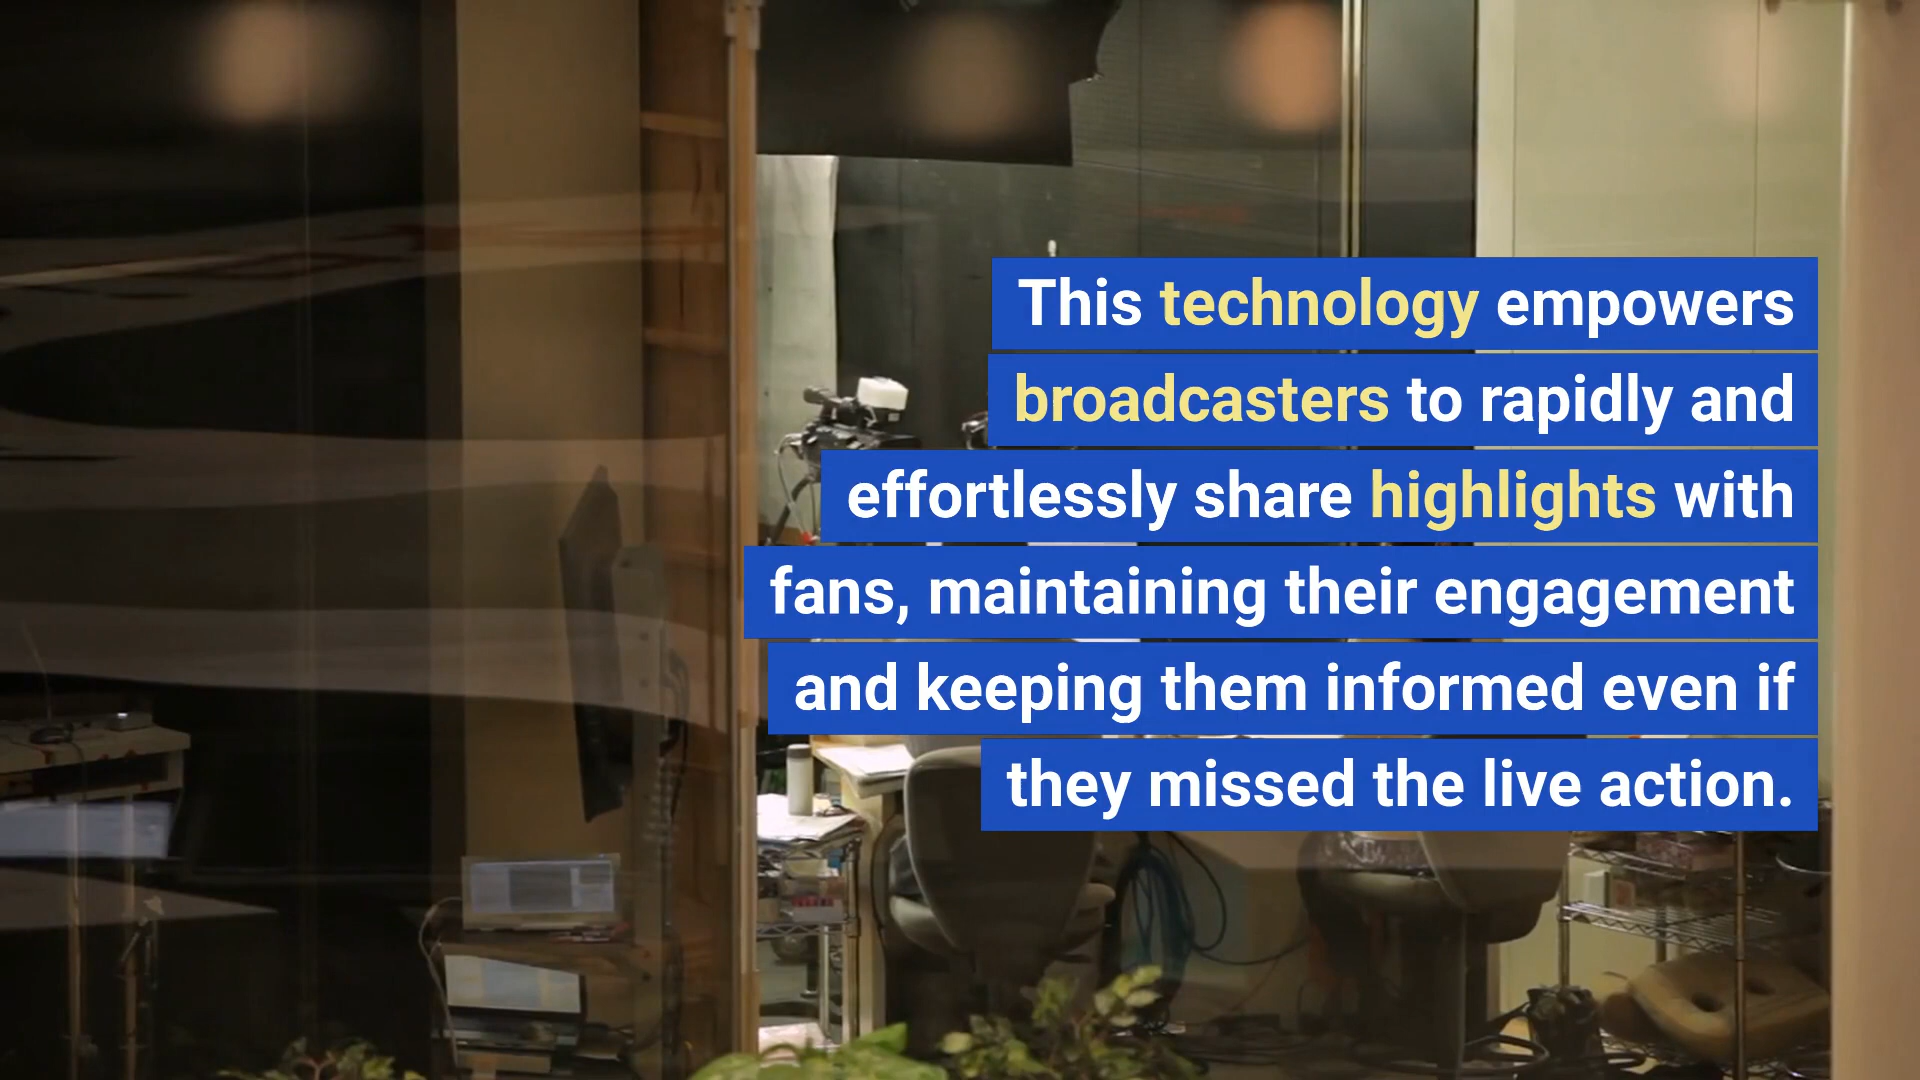 This technology empowers
broadcasters to rapidly and
effortlessly share highlights with
fans, maintaining their engagement
and keeping them informed even if
they missed the live action.